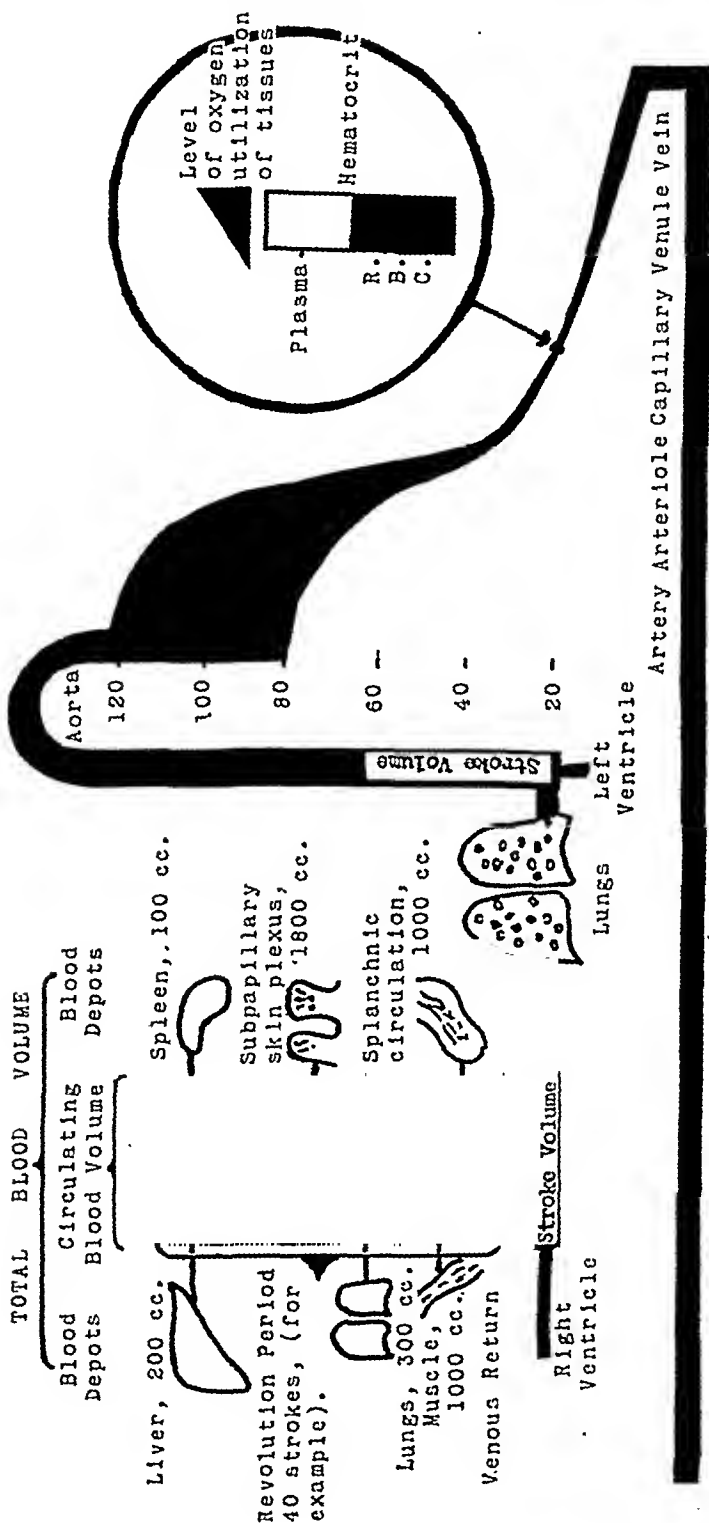 TOTAL BLOOD VOLUME
Blood
Depots
Circulating
Blood Volume
Blood
Depots
Liver, 200 cc.
Revolution Period
40 strokes, (for
example).
Lungs, 300 cc.
Muscle,
1000 cc.
Venous Return
Right
Ventricle
Stroke Volume
Spleen, 100 cc.
Subpapillary
skin plexus,
1800 cc.
Splanchnic
circulation,
1000 cc.
Lungs
Left
Ventricle
Stroke Volume
Aorta
120
100
80
60
40
20
Level
of oxygen
utilization
of tissues
Plasma
Hematocrit
R.
B.
C.
Artery Arteriole Capillary Venule Vein